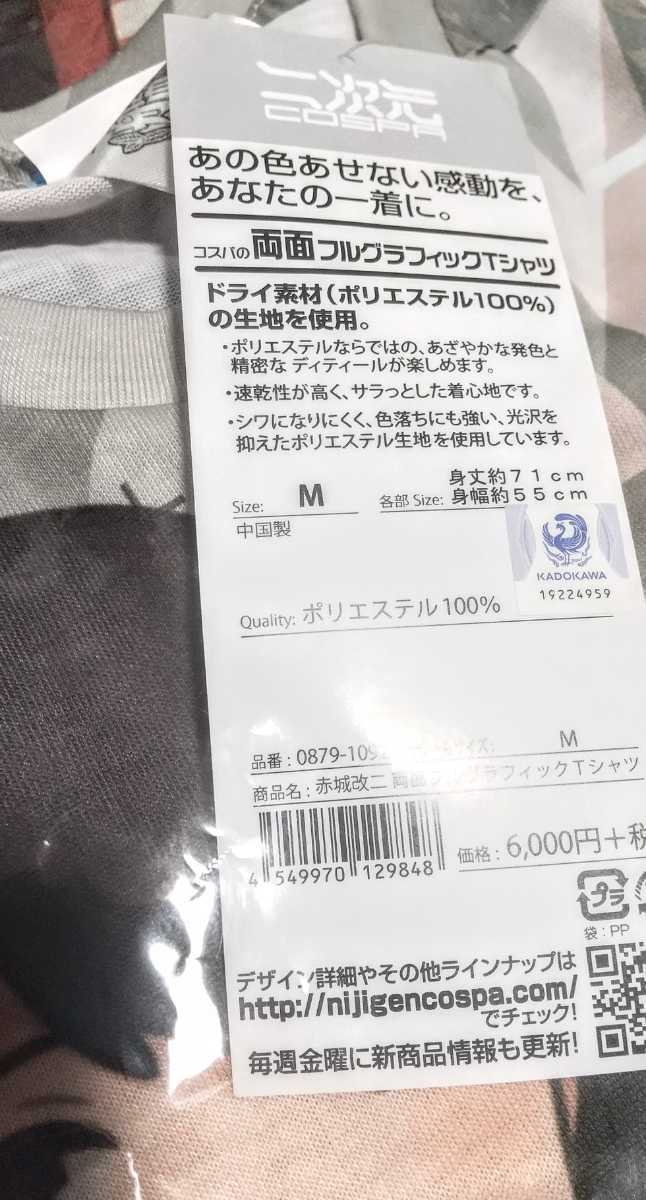 二次元
COSPA
あの色あせない感動を、
あなたの一着に。
コスパの両面フルグラフィックTシャツ
ドライ素材(ポリエステル100%)
の生地を使用。
・ポリエステルならではの、あざやかな発色と
精密な ディティールが楽しめます。
・速乾性が高く、サラっとした着心地です。
・シワになりにくく、色落ちにも強い、光沢を
抑えたポリエステル生地を使用しています。
Size: M 各部 Size: 身丈約71cm
身幅約55cm
中国製
KADOKAWA
19224959
Quality: ポリエステル100%
品番:0879-109 サイズ: M
商品名:赤城改二 両面フルグラフィックTシャツ
4 549970 129848
価格:6,000円+税
プラ
袋:PP
デザイン詳細やその他ラインナップは
http://nijigencospa.com/
でチェック!
毎週金曜に新商品情報も更新!